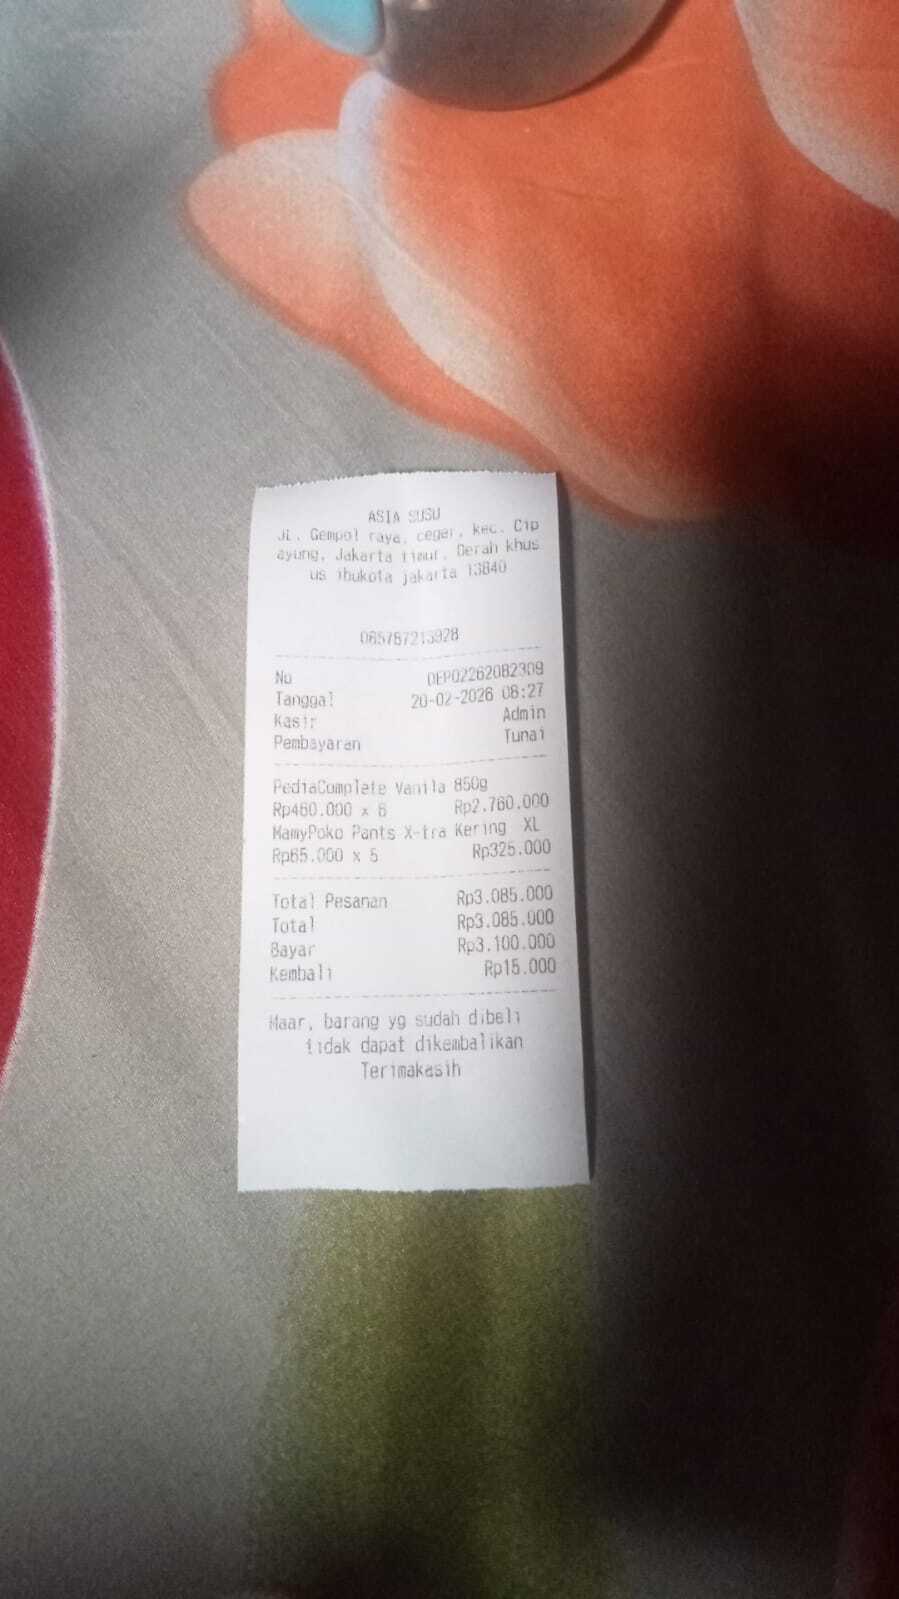 ASIA SUSU
JL. Gempol raya, ceger, kec. Cip
ayung, Jakarta timur. Derah khus
us ibukota jakarta 13840
085787213928
No DEP02262082309
Tanggal 20-02-2026 08:27
Kasir Admin
Pembayaran Tunai
PediaComplete Vanila 850g
Rp460.000 x 6 Rp2.760.000
MamyPoko Pants X-tra Kering XL
Rp65.000 x 5 Rp325.000
Total Pesanan Rp3.085.000
Total Rp3.085.000
Bayar Rp3.100.000
Kembali Rp15.000
Maar, barang yg sudah dibeli
tidak dapat dikembalikan
Terimakasih